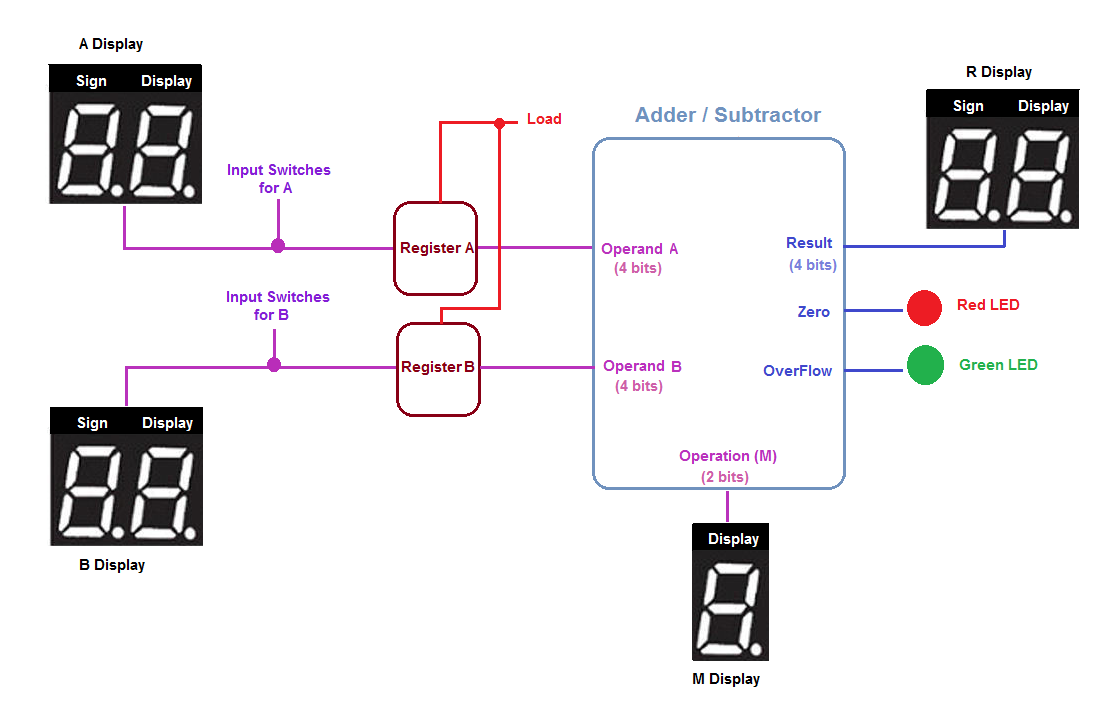 A Display
Sign Display
R Display
Sign Display
Adder / Subtractor
Load
Input Switches
for A
Register A
Operand A
(4 bits)
Result
(4 bits)
Input Switches
for B
Zero
Red LED
Register B
Operand B
(4 bits)
OverFlow
Green LED
Sign Display
B Display
Operation (M)
(2 bits)
Display
M Display